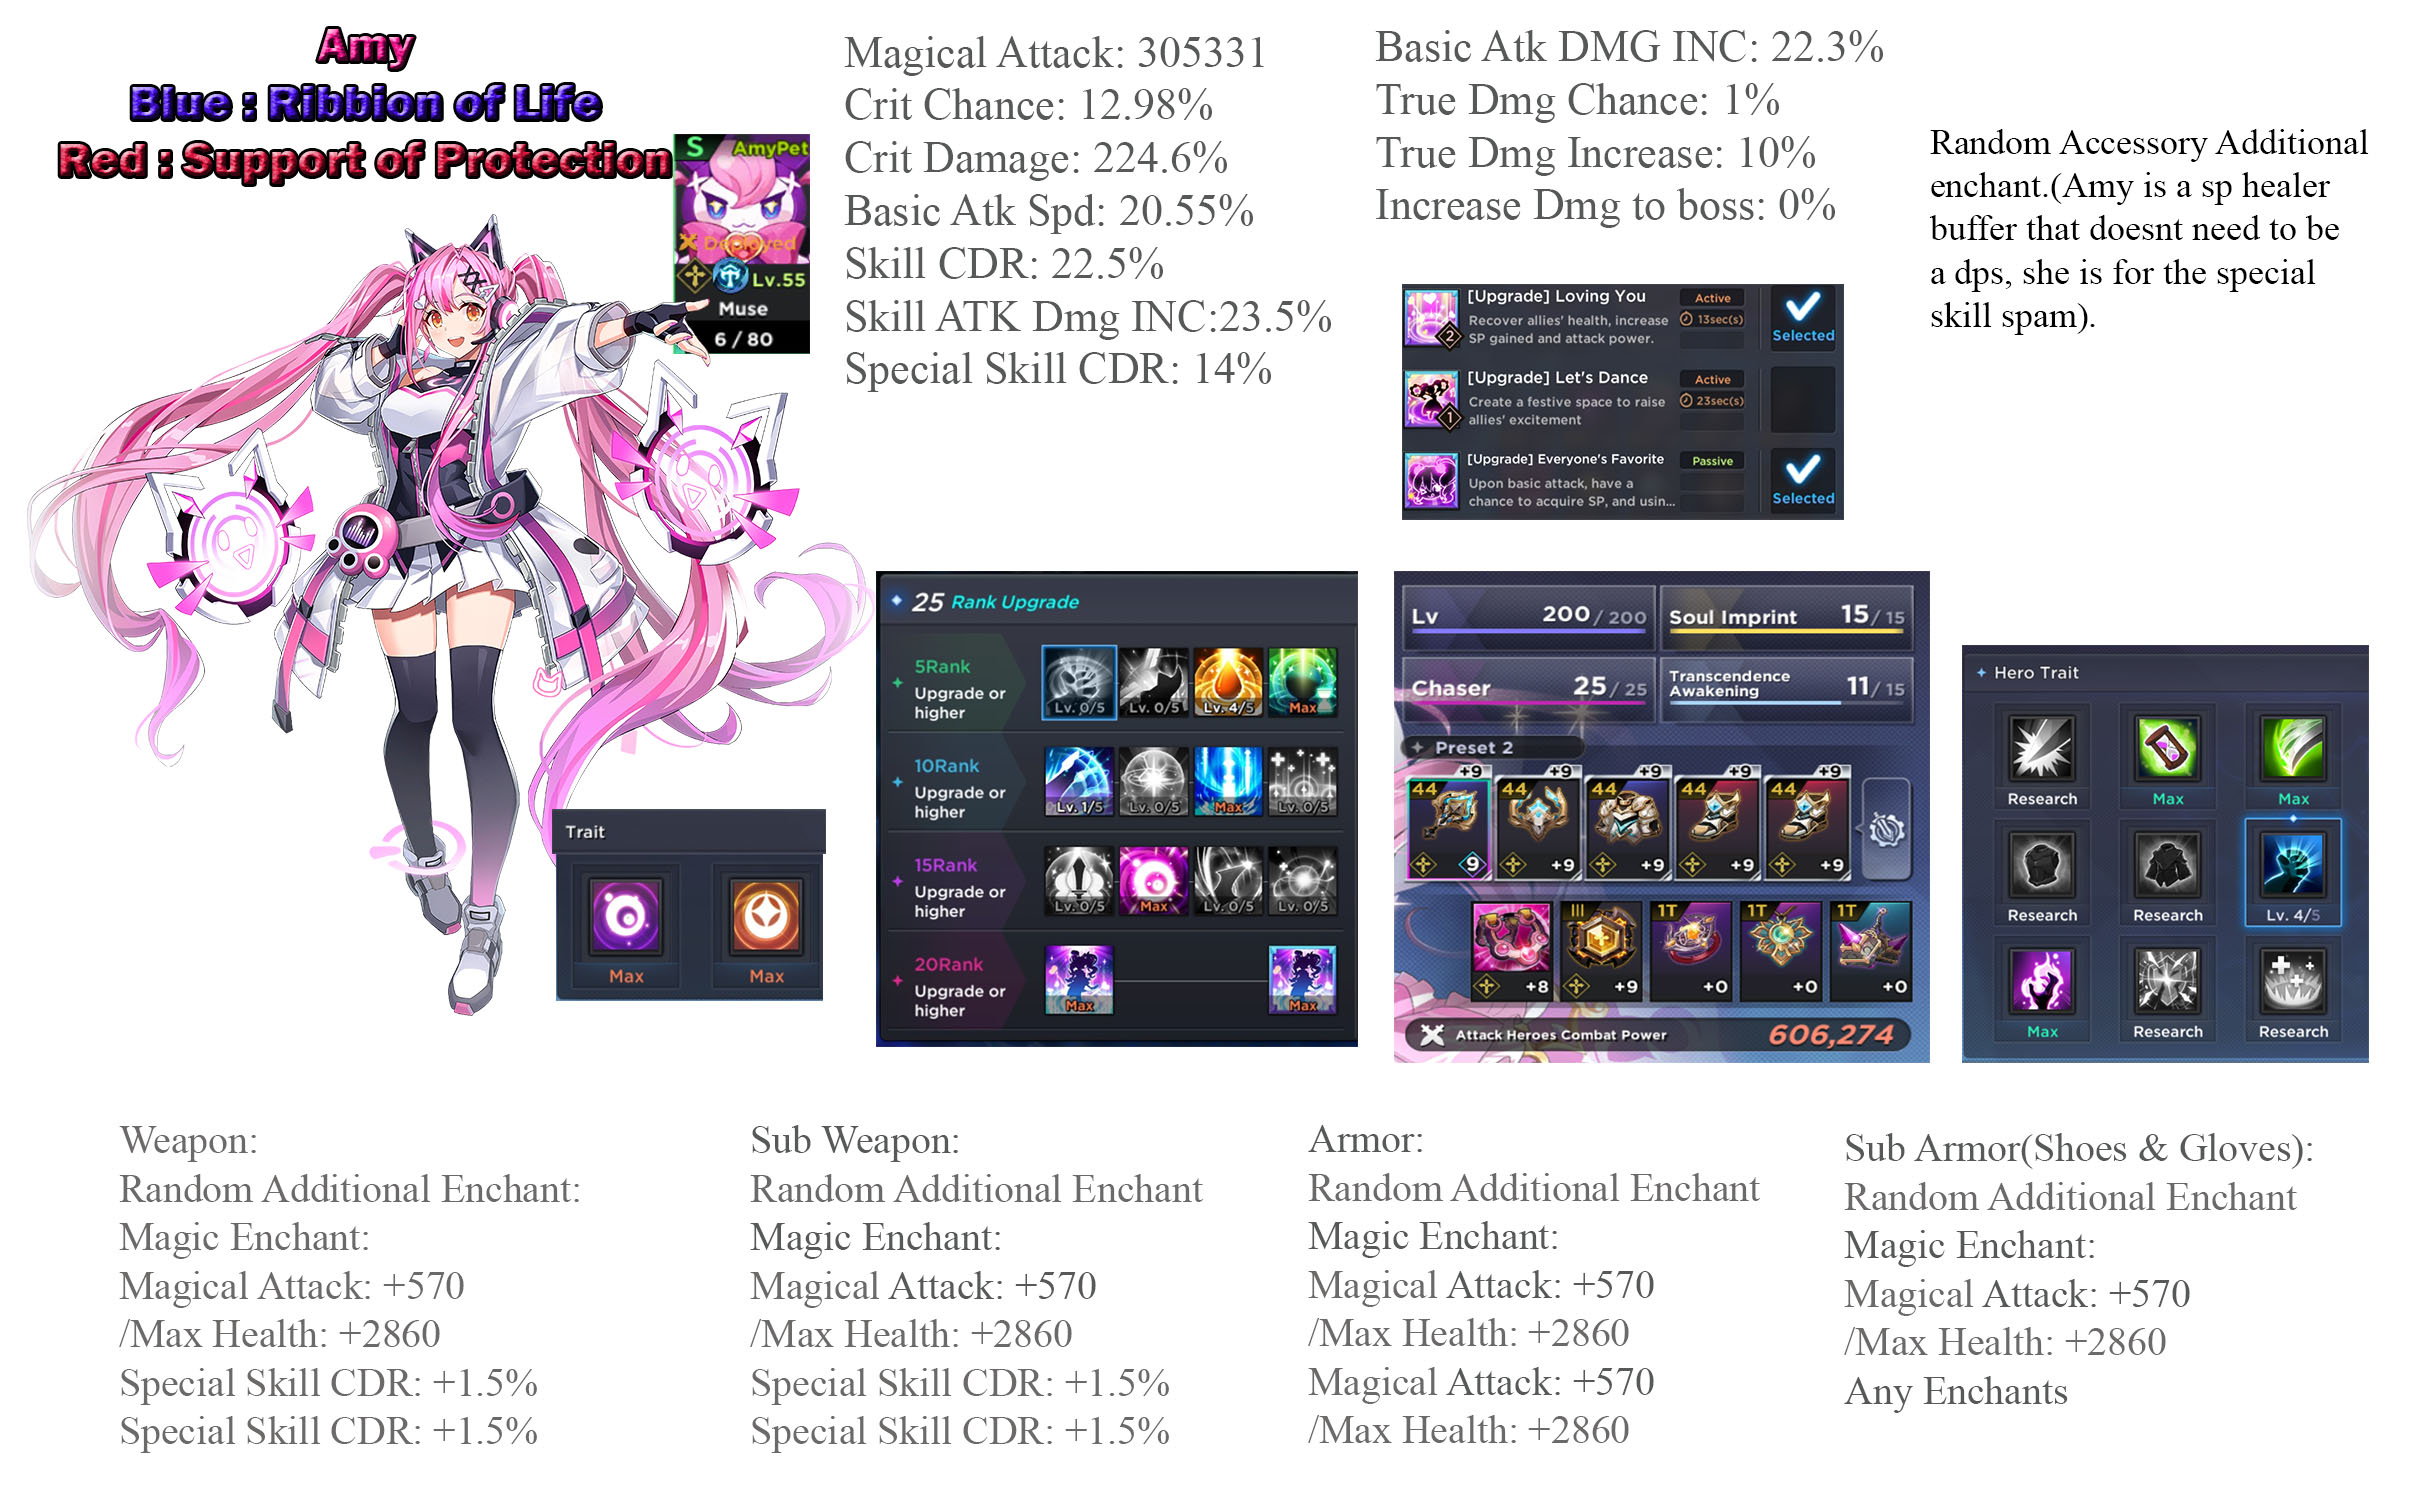 Amy
Blue : Ribbion of Life
Red : Support of Protection
S AmyPet
Deployed
Lv.55
Muse
6 / 80
Magical Attack: 305331
Crit Chance: 12.98%
Crit Damage: 224.6%
Basic Atk Spd: 20.55%
Skill CDR: 22.5%
Skill ATK Dmg INC:23.5%
Special Skill CDR: 14%
Basic Atk DMG INC: 22.3%
True Dmg Chance: 1%
True Dmg Increase: 10%
Increase Dmg to boss: 0%
Random Accessory Additional
enchant.(Amy is a sp healer
buffer that doesnt need to be
a dps, she is for the special
skill spam).
[Upgrade] Loving You
Active
Recover allies' health, increase
13sec(s)
SP gained and attack power.
2
Selected
[Upgrade] Let's Dance
Active
Create a festive space to raise
23sec(s)
allies' excitement
1
[Upgrade] Everyone's Favorite
Passive
Upon basic attack, have a
chance to acquire SP, and usin...
Selected
Trait
Max
Max
25 Rank Upgrade
5Rank
Upgrade or
higher
Lv. 0/5
Lv. 0/5
Lv. 4/5
Max
10Rank
Upgrade or
higher
Lv. 1/5
Lv. 0/5
Max
Lv. 0/5
15Rank
Upgrade or
higher
Lv. 0/5
Max
Lv. 0/5
Lv. 0/5
20Rank
Upgrade or
higher
Max
Max
Lv 200 / 200
Soul Imprint 15 / 15
Chaser 25 / 25
Transcendence
Awakening 11 / 15
Preset 2
+9 +9 +9 +9 +9
44 44 44 44 44
9 +9 +9 +9 +9
III 1T 1T 1T
+8 +9 +0 +0 +0
Attack Heroes Combat Power 606,274
Hero Trait
Research
Max
Max
Research
Research
Lv. 4/5
Max
Research
Research
Weapon:
Random Additional Enchant:
Magic Enchant:
Magical Attack: +570
/Max Health: +2860
Special Skill CDR: +1.5%
Special Skill CDR: +1.5%
Sub Weapon:
Random Additional Enchant
Magic Enchant:
Magical Attack: +570
/Max Health: +2860
Special Skill CDR: +1.5%
Special Skill CDR: +1.5%
Armor:
Random Additional Enchant
Magic Enchant:
Magical Attack: +570
/Max Health: +2860
Magical Attack: +570
/Max Health: +2860
Sub Armor(Shoes & Gloves):
Random Additional Enchant
Magic Enchant:
Magical Attack: +570
/Max Health: +2860
Any Enchants